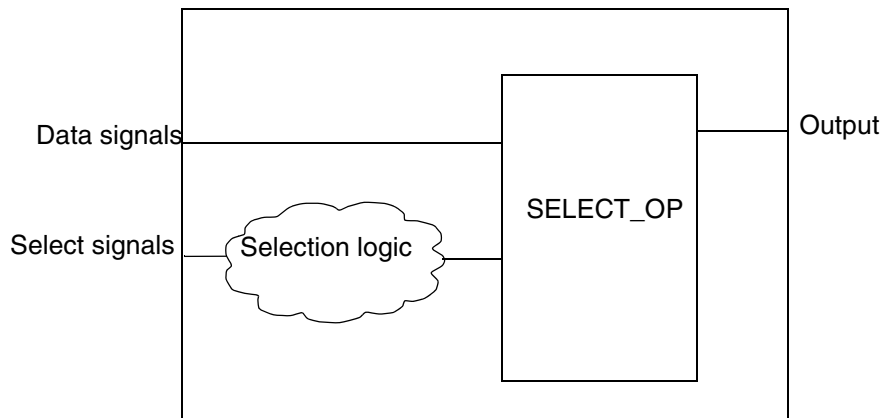 Data signals
Output
SELECT_OP
Select signals
Selection logic